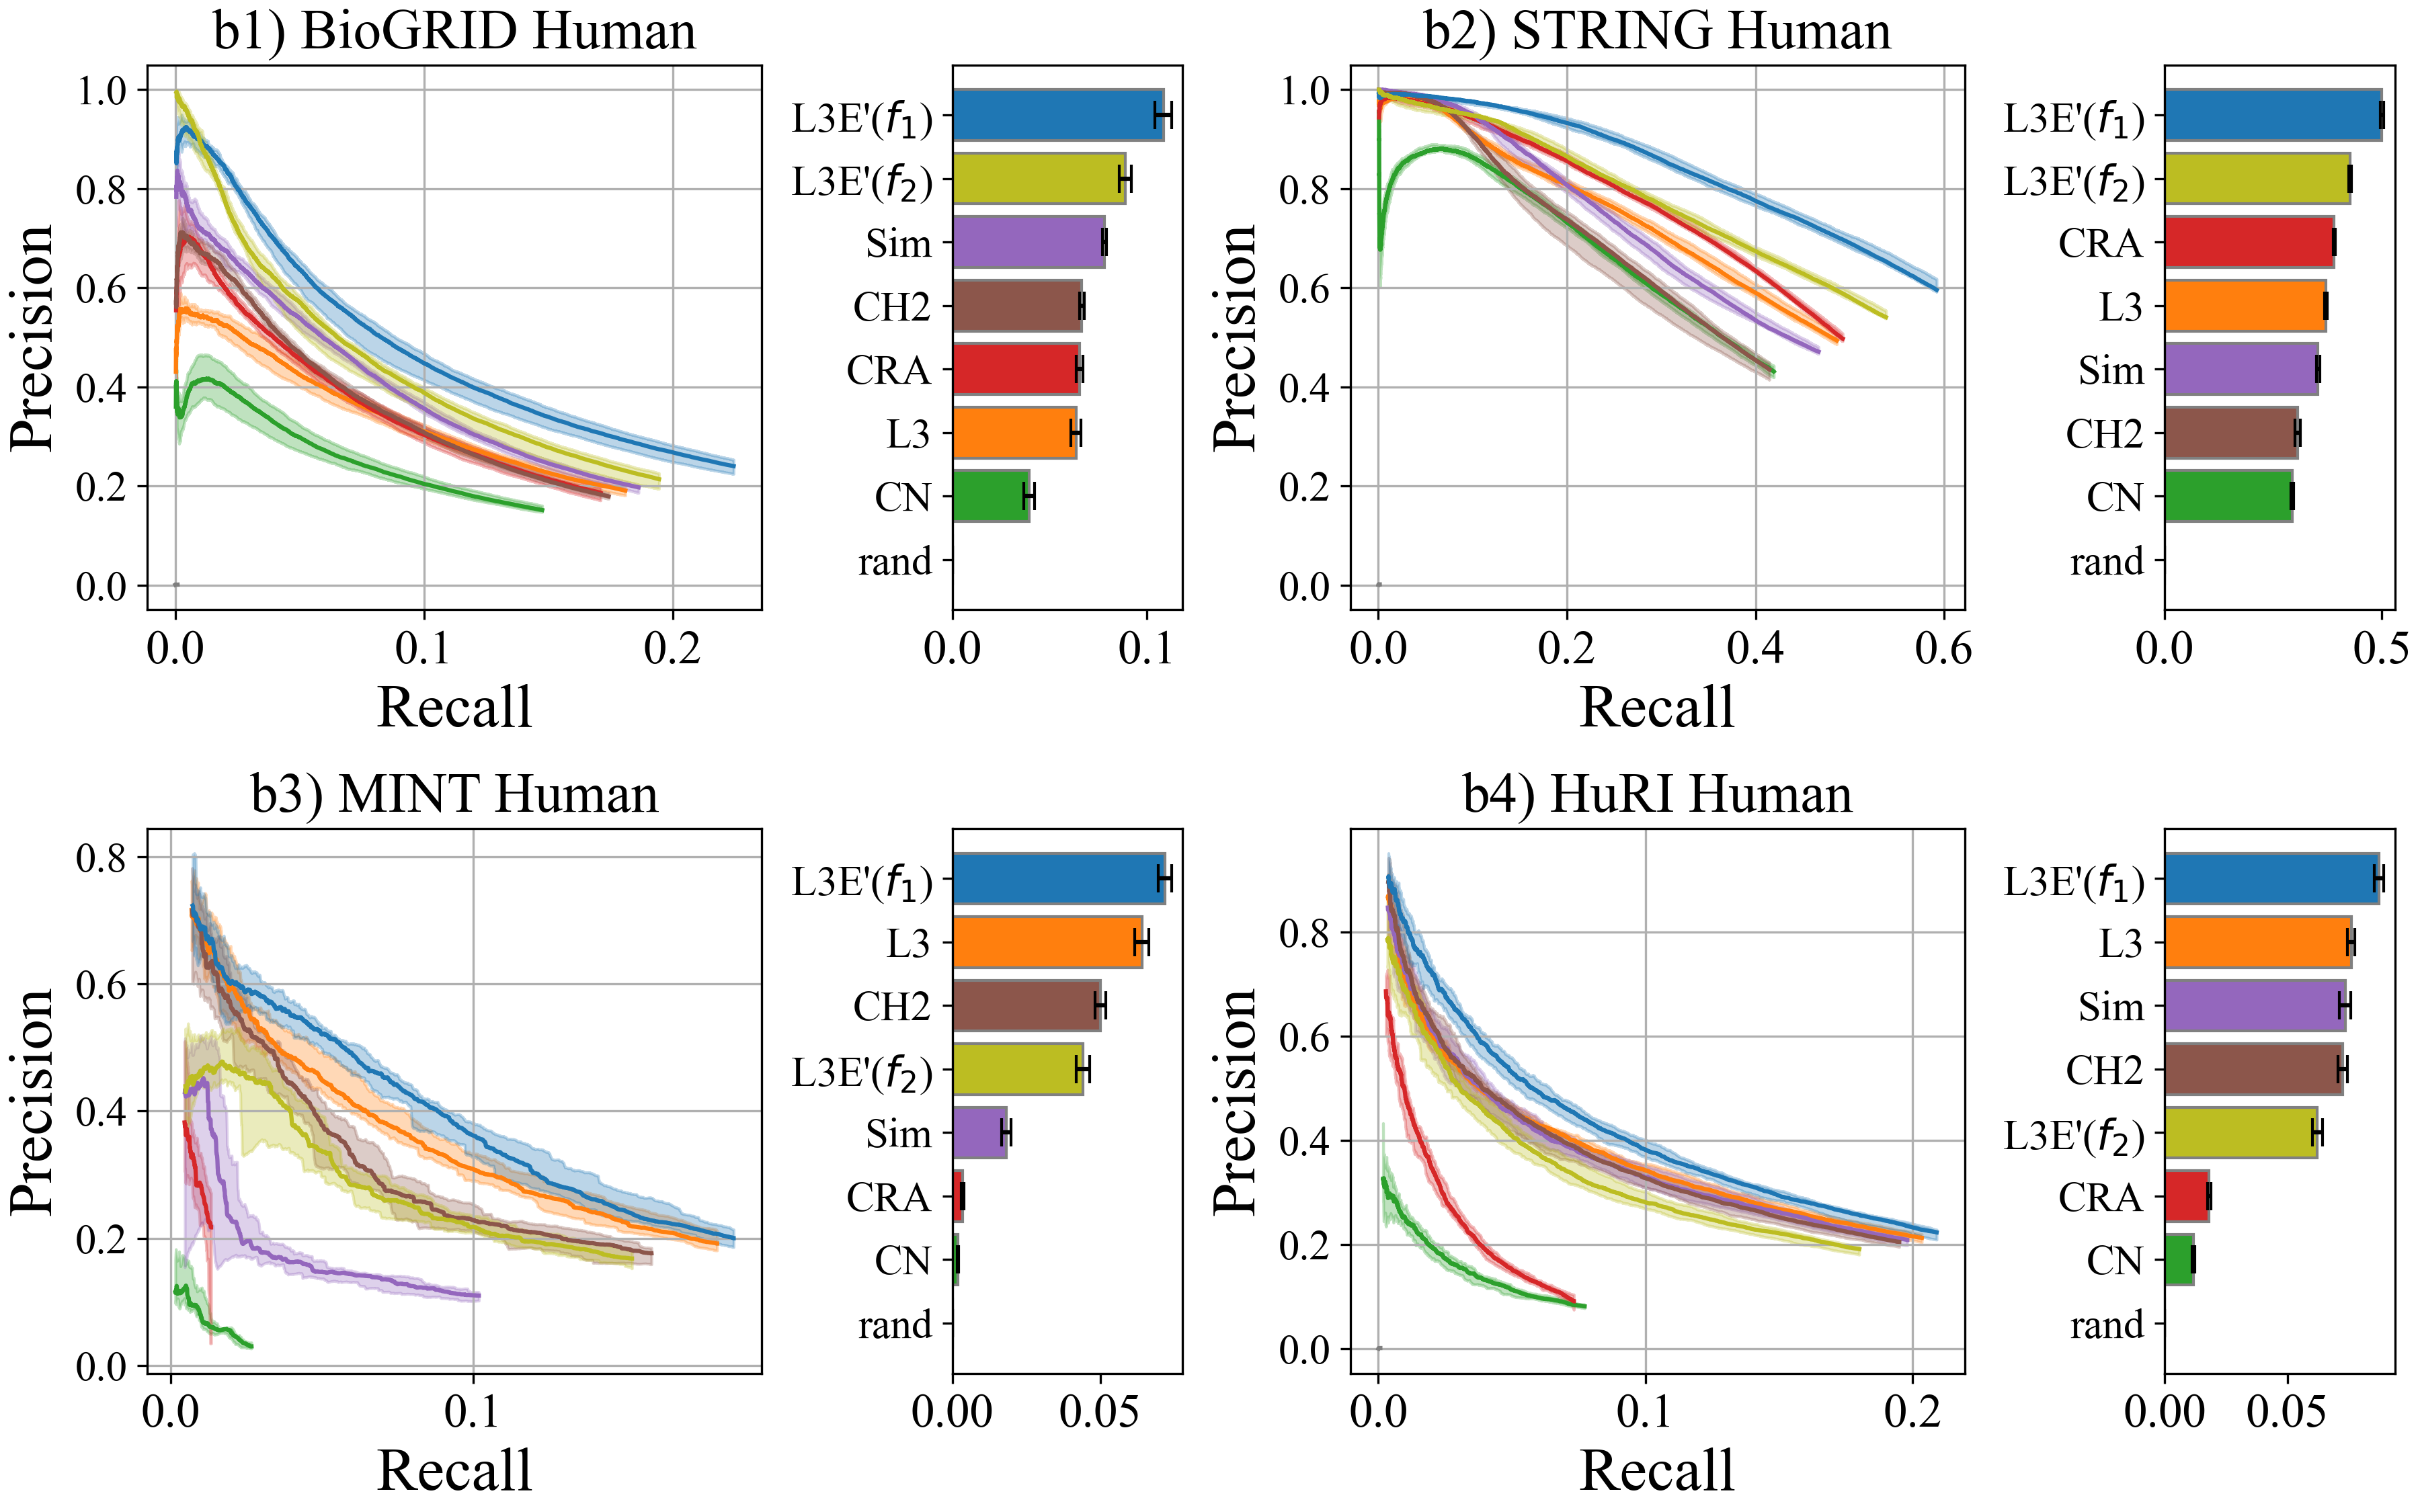 b1) BioGRID Human
Precision
1.0
0.8
0.6
0.4
0.2
0.0
0.0 0.1 0.2
Recall
L3E'(f1)
L3E'(f2)
Sim
CH2
CRA
L3
CN
rand
0.0 0.1
b2) STRING Human
Precision
1.0
0.8
0.6
0.4
0.2
0.0
0.0 0.2 0.4 0.6
Recall
L3E'(f1)
L3E'(f2)
CRA
L3
Sim
CH2
CN
rand
0.0 0.5
b3) MINT Human
Precision
0.8
0.6
0.4
0.2
0.0
0.0 0.1
Recall
L3E'(f1)
L3
CH2
L3E'(f2)
Sim
CRA
CN
rand
0.00 0.05
b4) HuRI Human
Precision
0.8
0.6
0.4
0.2
0.0
0.0 0.1 0.2
Recall
L3E'(f1)
L3
Sim
CH2
L3E'(f2)
CRA
CN
rand
0.00 0.05